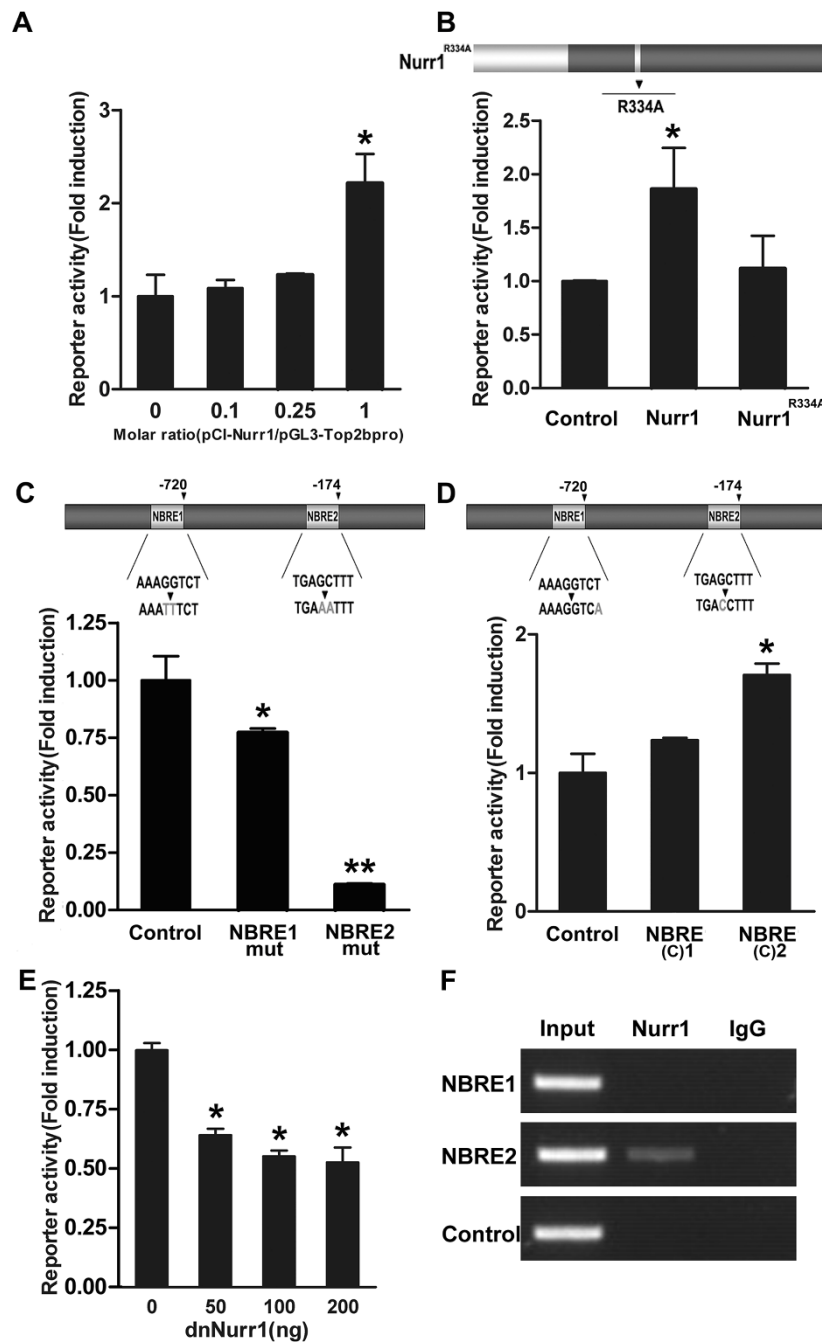 A
Reporter activity(Fold induction)
3
2
1
0
*
0 0.1 0.25 1
Molar ratio(pCI-Nurr1/pGL3-Top2bpro)
B
Nurr1R334A
R334A
Reporter activity(Fold induction)
2.5
2.0
1.5
1.0
0.5
0.0
*
Control Nurr1 Nurr1R334A
C
-720 -174
NBRE1 NBRE2
AAAGGTCT TGAGCTTT
AAATTTCT TGAAATTT
Reporter activity(Fold induction)
1.25
1.00
0.75
0.50
0.25
0.00
*
**
Control NBRE1 NBRE2
mut mut
D
-720 -174
NBRE1 NBRE2
AAAGGTCT TGAGCTTT
AAAGGTCA TGACCTTT
Reporter activity(Fold induction)
2
1
0
*
Control NBRE NBRE
(C)1 (C)2
E
Reporter activity(Fold induction)
1.25
1.00
0.75
0.50
0.25
0.00
* * *
0 50 100 200
dnNurr1(ng)
F
Input Nurr1 IgG
NBRE1
NBRE2
Control